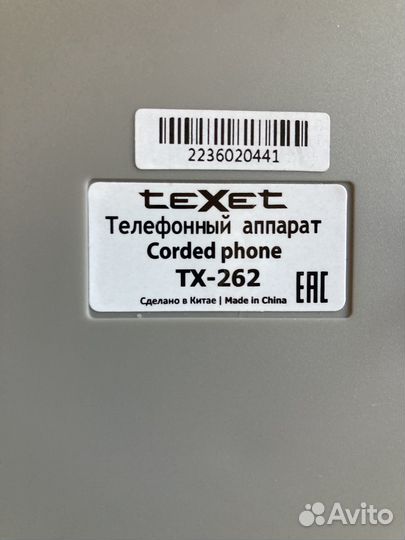 2236020441
teXet
Телефонный аппарат
Corded phone
TX-262
Сделано в Китае | Made in China
EAC
Avito